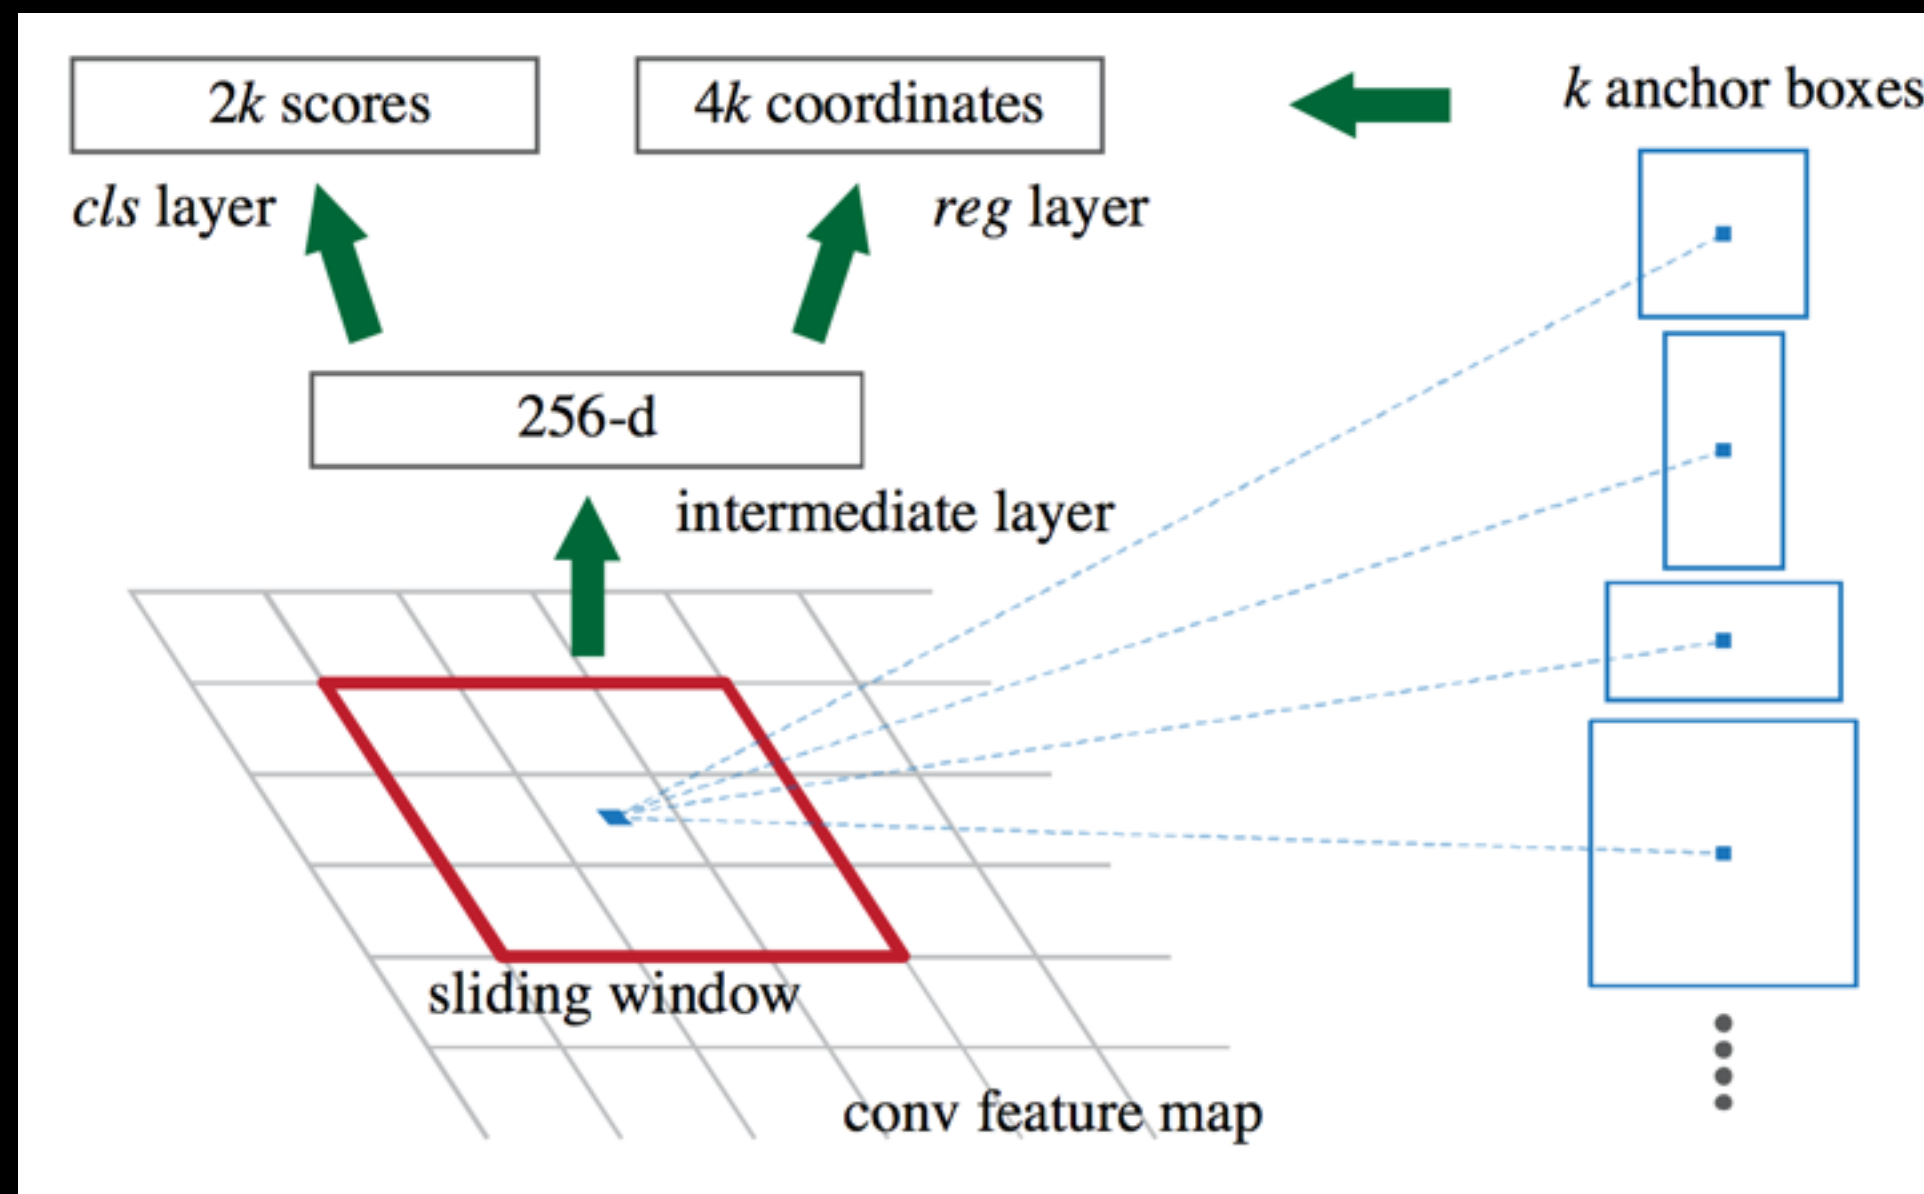 2k scores
4k coordinates
k anchor boxes
cls layer
reg layer
256-d
intermediate layer
sliding window
conv feature map